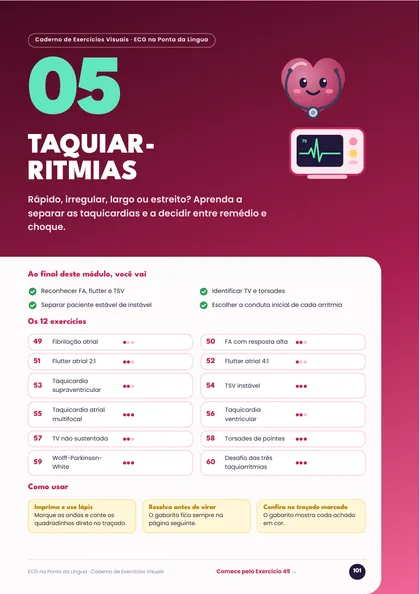 Caderno de Exercícios Visuais · ECG na Ponta da Língua
05
TAQUIAR-
RITMIAS
Rápido, irregular, largo ou estreito? Aprenda a
separar as taquicardias e a decidir entre remédio e
choque.
75
Ao final deste módulo, você vai
Reconhecer FA, flutter e TSV
Identificar TV e torsades
Separar paciente estável de instável
Escolher a conduta inicial de cada arritmia
Os 12 exercícios
49 Fibrilação atrial
50 FA com resposta alta
51 Flutter atrial 2:1
52 Flutter atrial 4:1
53 Taquicardia
supraventricular
54 TSV instável
55 Taquicardia atrial
multifocal
56 Taquicardia
ventricular
57 TV não sustentada
58 Torsades de pointes
59 Wolff-Parkinson-
White
60 Desafio das três
taquiarritmias
Como usar
Imprima e use lápis
Marque as ondas e conte os
quadradinhos direto no traçado.
Resolva antes de virar
O gabarito fica sempre na
página seguinte.
Confira no traçado marcado
O gabarito mostra cada achado
em cor.
ECG na Ponta da Língua · Caderno de Exercícios Visuais
Comece pelo Exercício 49 →
101